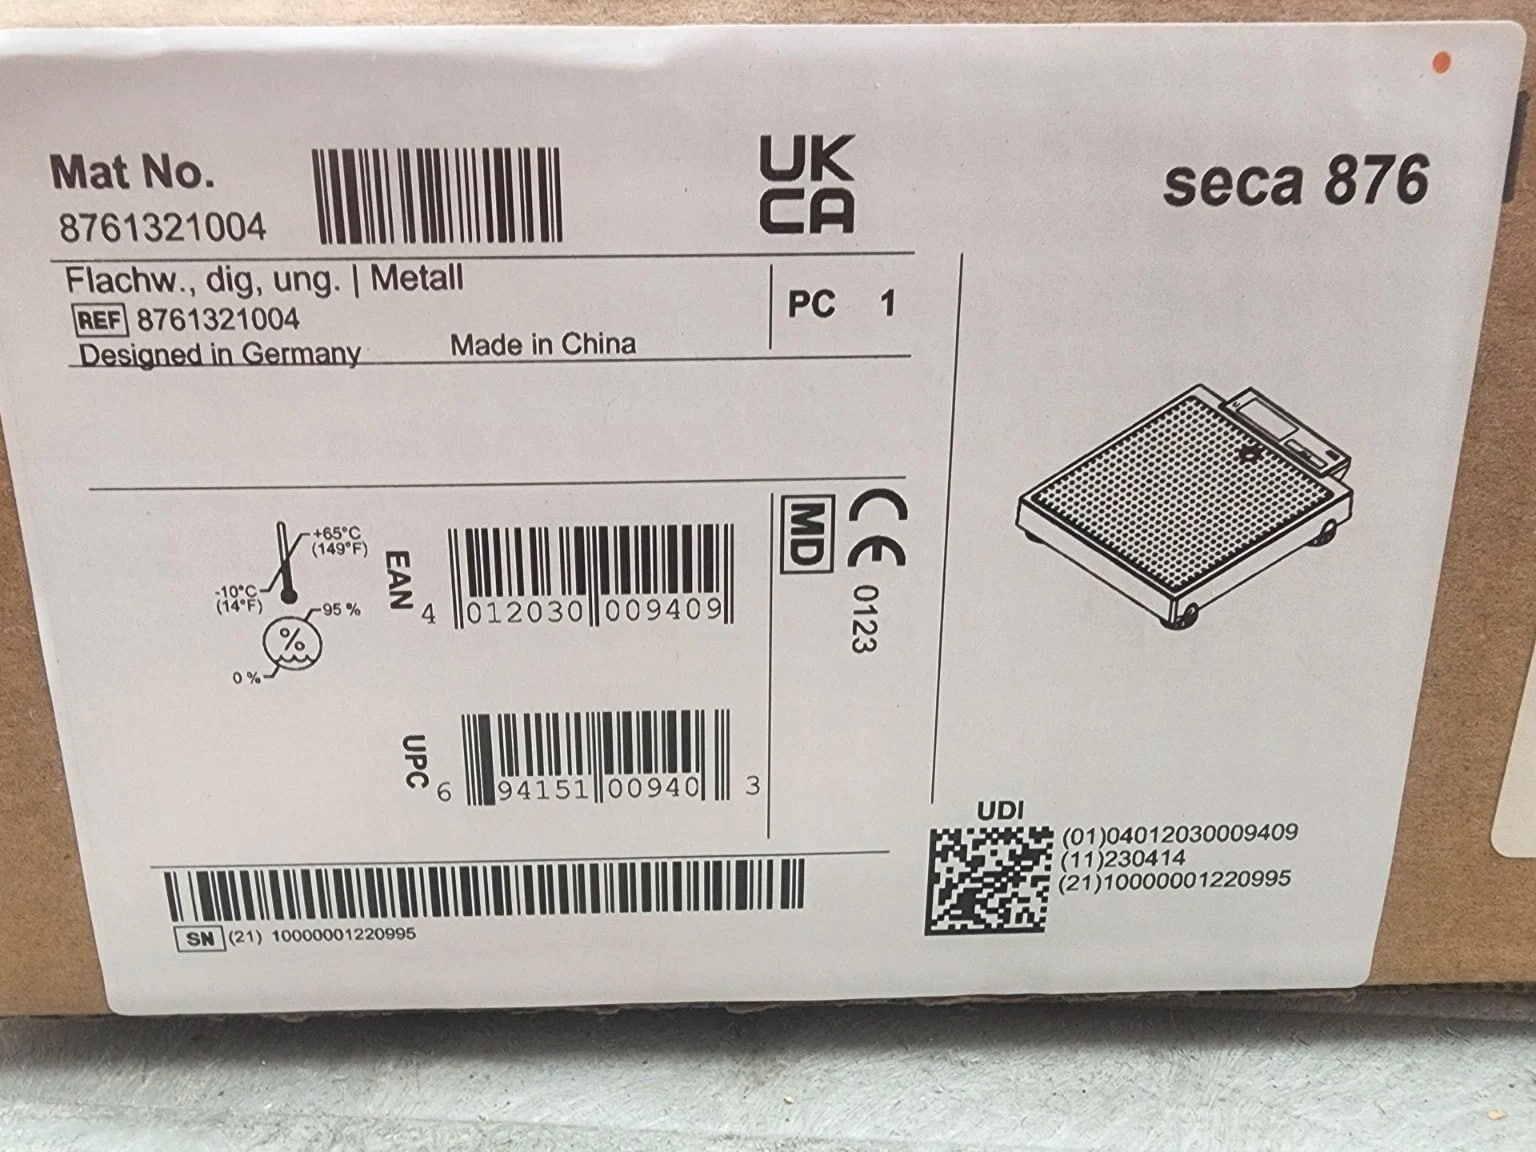 Mat No.
8761321004
UK
CA
seca 876
Flachw., dig, ung. | Metall
REF 8761321004
Designed in Germany
Made in China
PC 1
+65°C
(149°F)
-10°C
(14°F)
95 %
%
0 %
EAN
4 012030 009409
MD
CE 0123
UPC
6 94151 00940 3
UDI
(01)04012030009409
(11)230414
(21)10000001220995
SN (21) 10000001220995